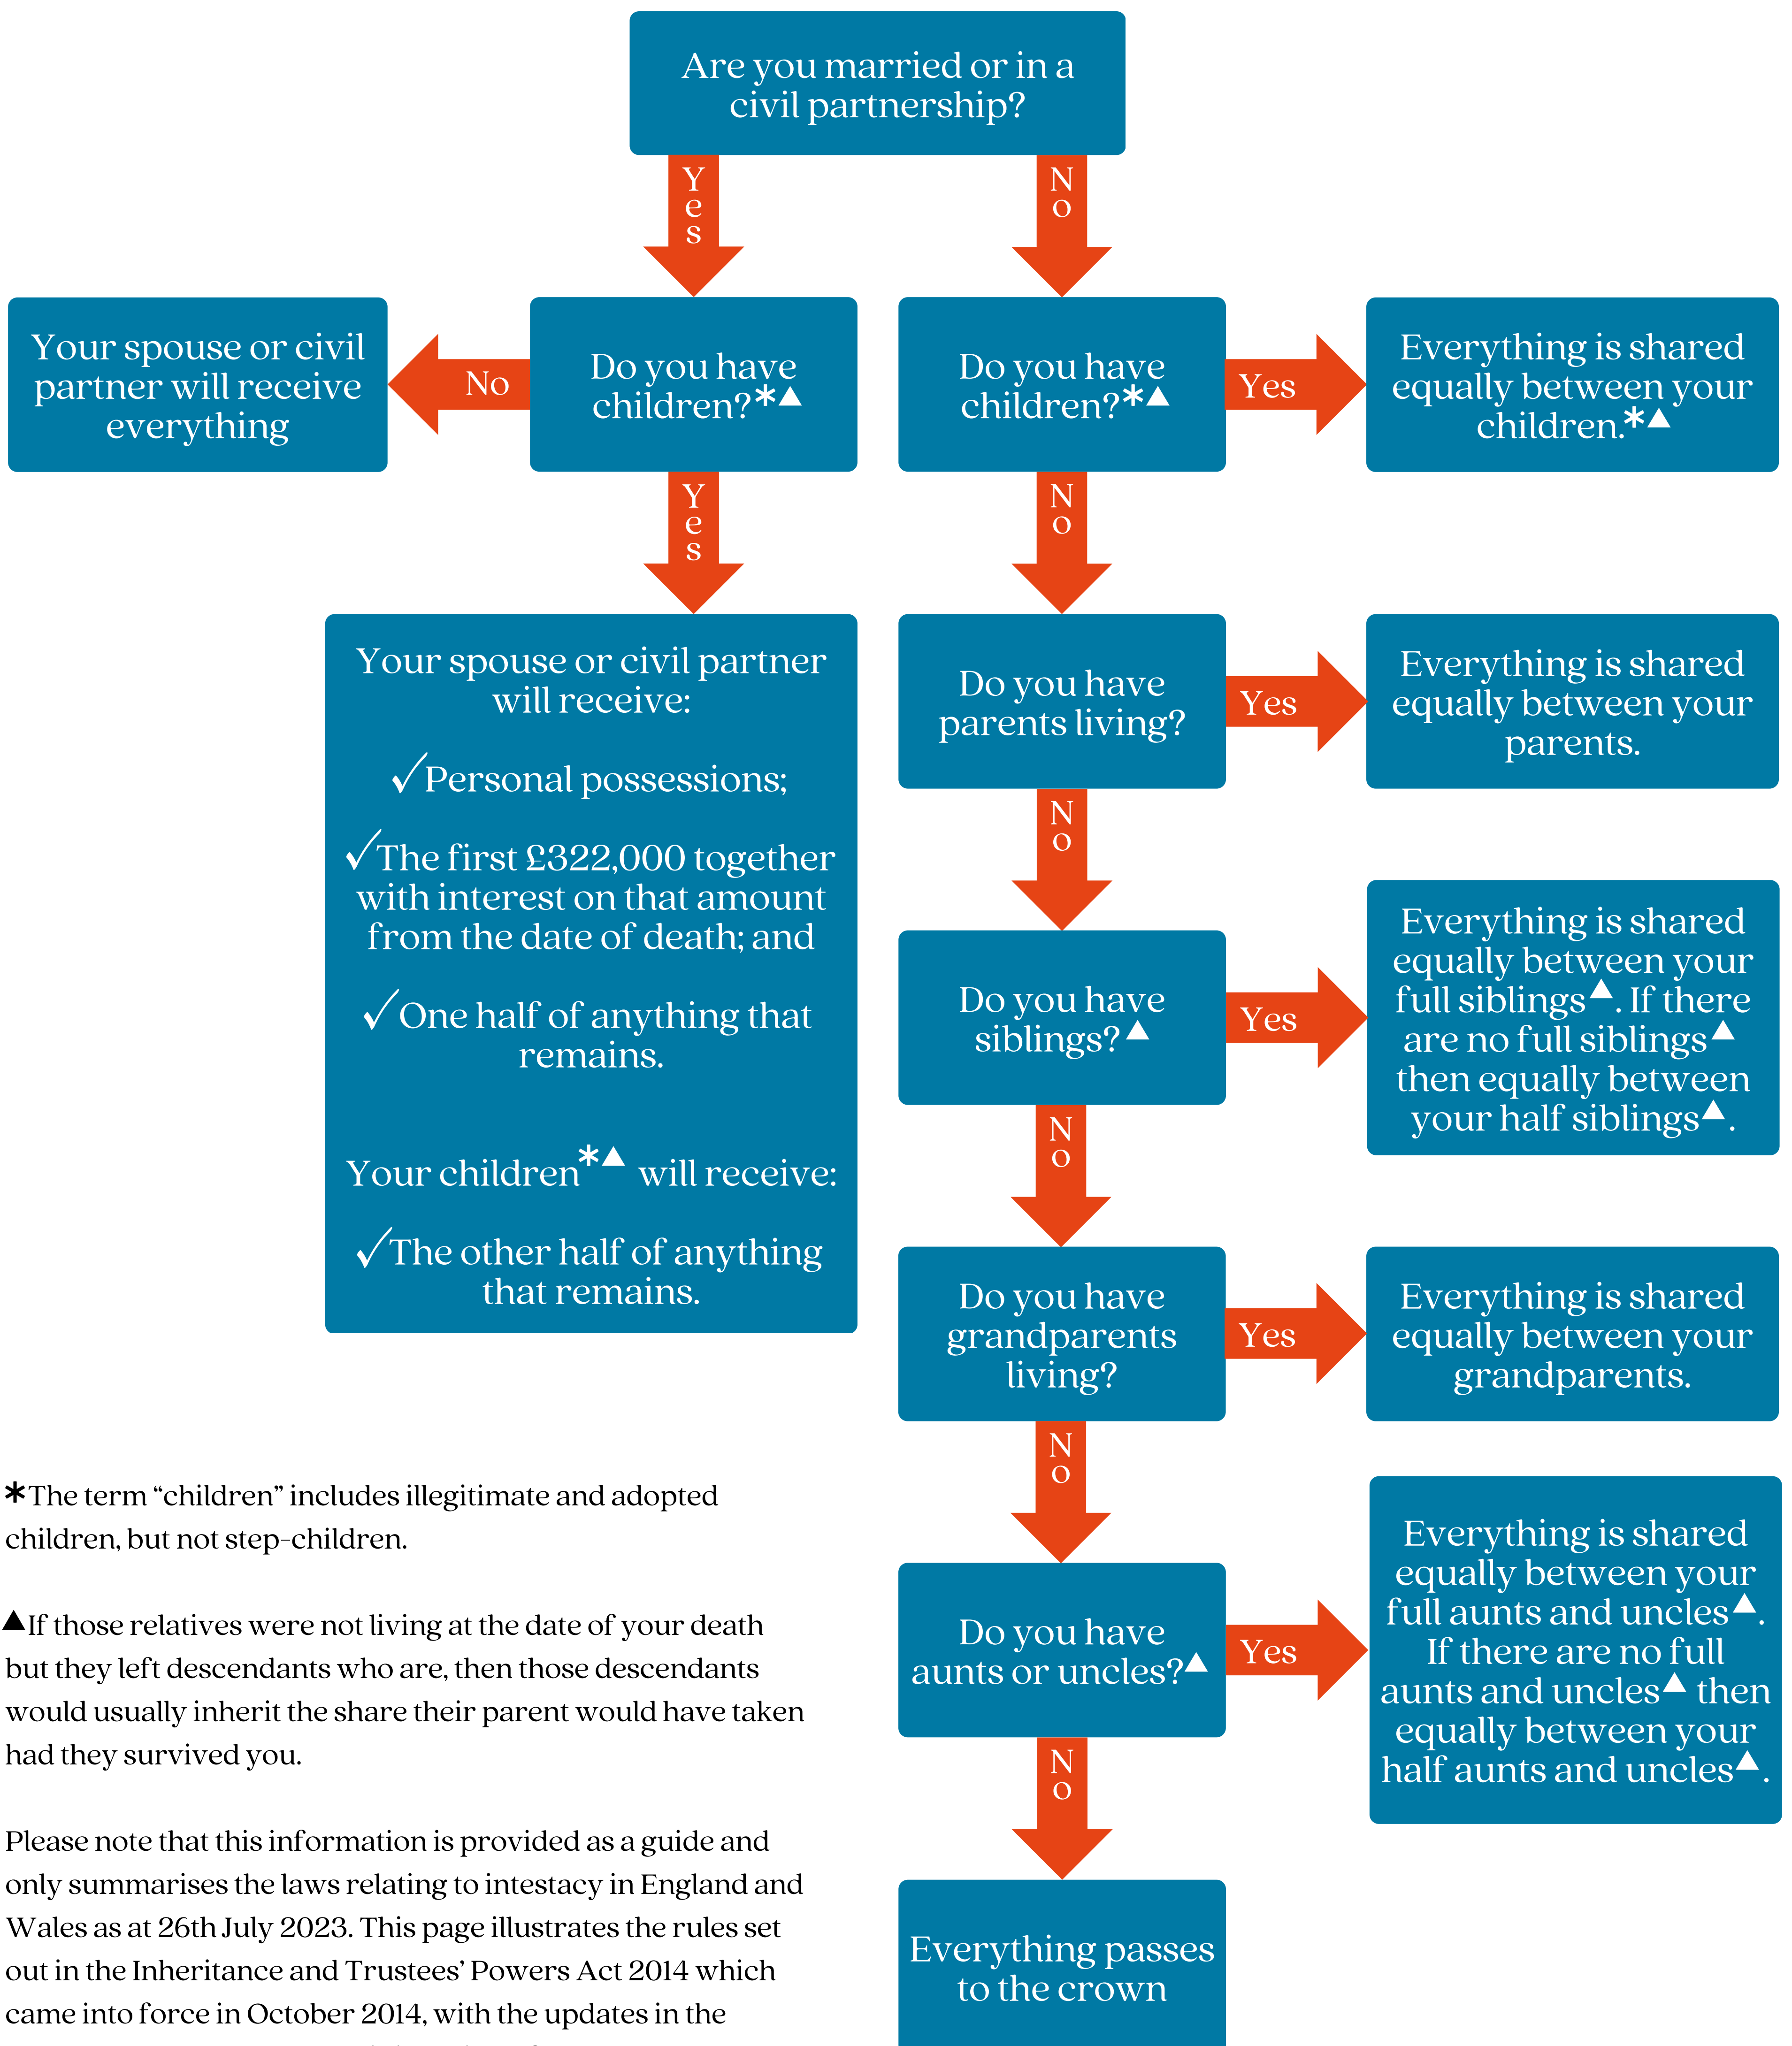 Are you married or in a
civil partnership?
Yes
No
Your spouse or civil
partner will receive
everything
No
Do you have
children?*▲
Do you have
children?*▲
Yes
Everything is shared
equally between your
children.*▲
Yes
No
Your spouse or civil partner
will receive:
✓Personal possessions;
✓The first £322,000 together
with interest on that amount
from the date of death; and
✓One half of anything that
remains.
Your children*▲ will receive:
✓The other half of anything
that remains.
Do you have
parents living?
Yes
Everything is shared
equally between your
parents.
No
Do you have
siblings?▲
Yes
Everything is shared
equally between your
full siblings▲. If there
are no full siblings▲
then equally between
your half siblings▲.
No
Do you have
grandparents
living?
Yes
Everything is shared
equally between your
grandparents.
No
Do you have
aunts or uncles?▲
Yes
Everything is shared
equally between your
full aunts and uncles▲.
If there are no full
aunts and uncles▲ then
equally between your
half aunts and uncles▲.
No
Everything passes
to the crown
*The term “children” includes illegitimate and adopted
children, but not step-children.
▲If those relatives were not living at the date of your death
but they left descendants who are, then those descendants
would usually inherit the share their parent would have taken
had they survived you.
Please note that this information is provided as a guide and
only summarises the laws relating to intestacy in England and
Wales as at 26th July 2023. This page illustrates the rules set
out in the Inheritance and Trustees’ Powers Act 2014 which
came into force in October 2014, with the updates in the